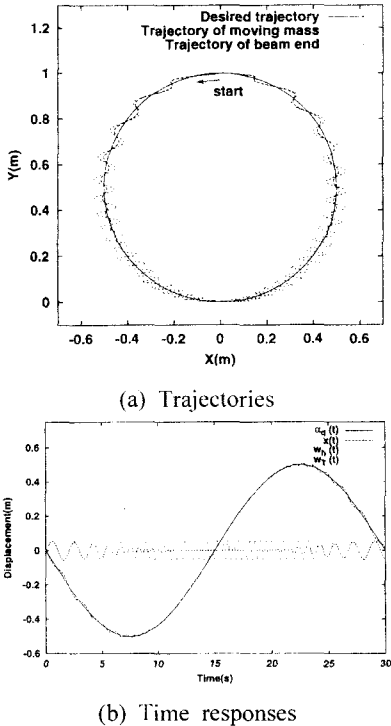 1.2
1
0.8
0.6
0.4
0.2
0
Y(m)
Desired trajectory
Trajectory of moving mass
Trajectory of beam end
start
-0.6 -0.4 -0.2 0 0.2 0.4 0.6
X(m)
(a) Trajectories
0.6
0.4
0.2
0
-0.2
-0.4
-0.6
Displacement(m)
α_d(t)
x(t)
w_h(t)
w_T(t)
0 5 10 15 20 25 30
Time(s)
(b) Time responses